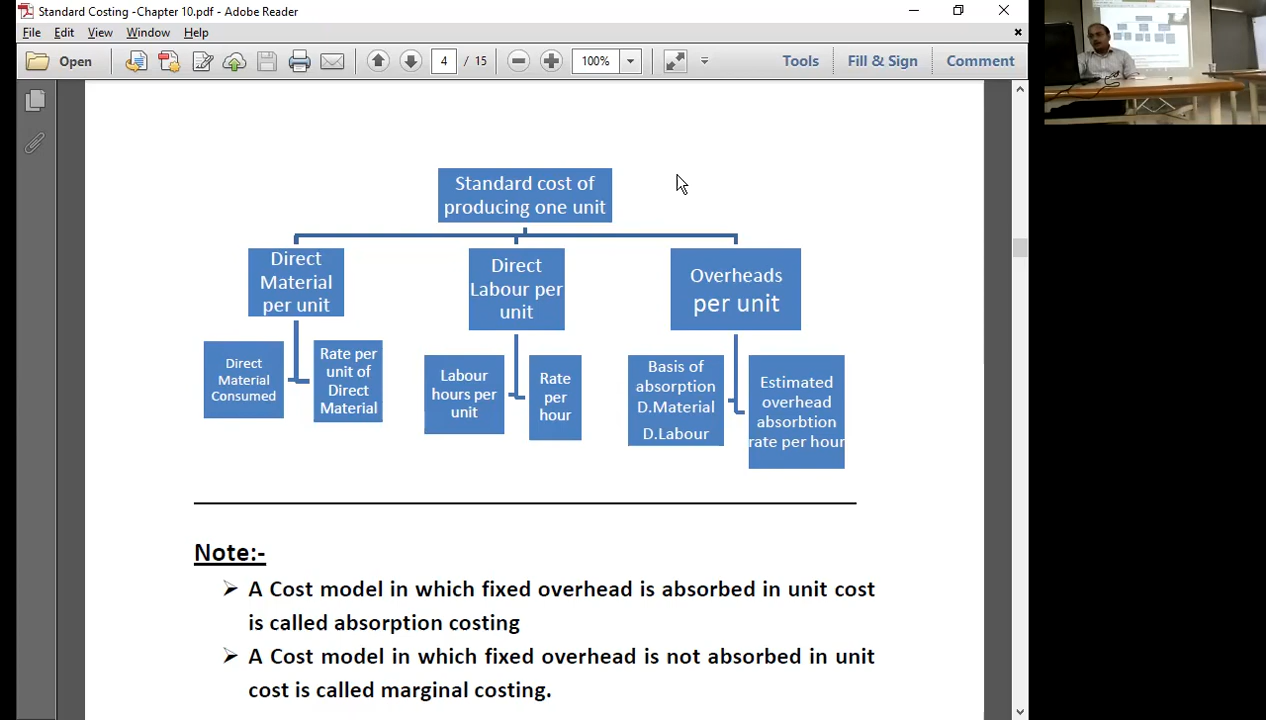 Standard Costing -Chapter 10.pdf - Adobe Reader
File Edit View Window Help
Open
4 / 15
100%
Tools
Fill & Sign
Comment
Standard cost of
producing one unit
Direct
Material
per unit
Direct
Labour per
unit
Overheads
per unit
Direct
Material
Consumed
Rate per
unit of
Direct
Material
Labour
hours per
unit
Rate
per
hour
Basis of
absorption
D.Material
D.Labour
Estimated
overhead
absorbtion
rate per hour
Note:-
➢ A Cost model in which fixed overhead is absorbed in unit cost
is called absorption costing
➢ A Cost model in which fixed overhead is not absorbed in unit
cost is called marginal costing.